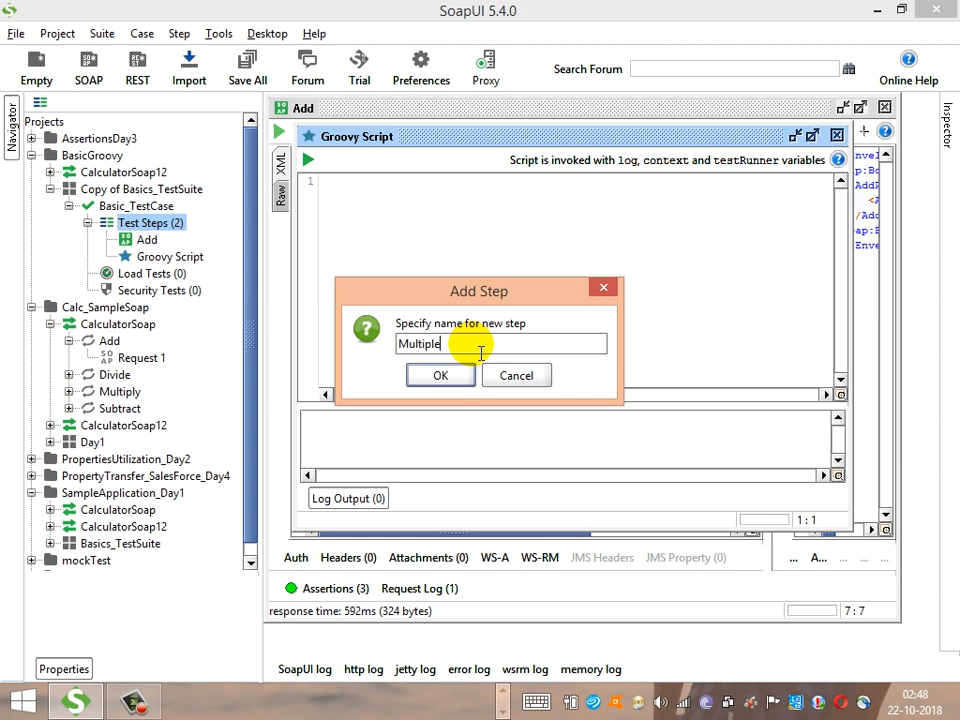 SoapUI 5.4.0
File Project Suite Case Step Tools Desktop Help
Empty SOAP REST Import Save All Forum Trial Preferences Proxy Search Forum Online Help
Navigator
Inspector
Projects
AssertionsDay3
BasicGroovy
CalculatorSoap12
Copy of Basics_TestSuite
Basic_TestCase
Test Steps (2)
Add
Groovy Script
Load Tests (0)
Security Tests (0)
Calc_SampleSoap
CalculatorSoap
Add
Request 1
Divide
Multiply
Subtract
CalculatorSoap12
Day1
PropertiesUtilization_Day2
PropertyTransfer_SalesForce_Day4
SampleApplication_Day1
CalculatorSoap
CalculatorSoap12
Basics_TestSuite
mockTest
Properties
Add
Groovy Script
XML
Raw
Script is invoked with log, context and testRunner variables
1
Add Step
Specify name for new step
Multiple
OK Cancel
Log Output (0)
1:1
Auth Headers (0) Attachments (0) WS-A WS-RM JMS Headers JMS Property (0) ... A... ... ... ...
Assertions (3) Request Log (1)
response time: 592ms (324 bytes)
7:7
SoapUI log http log jetty log error log wsrm log memory log
02:48
22-10-2018